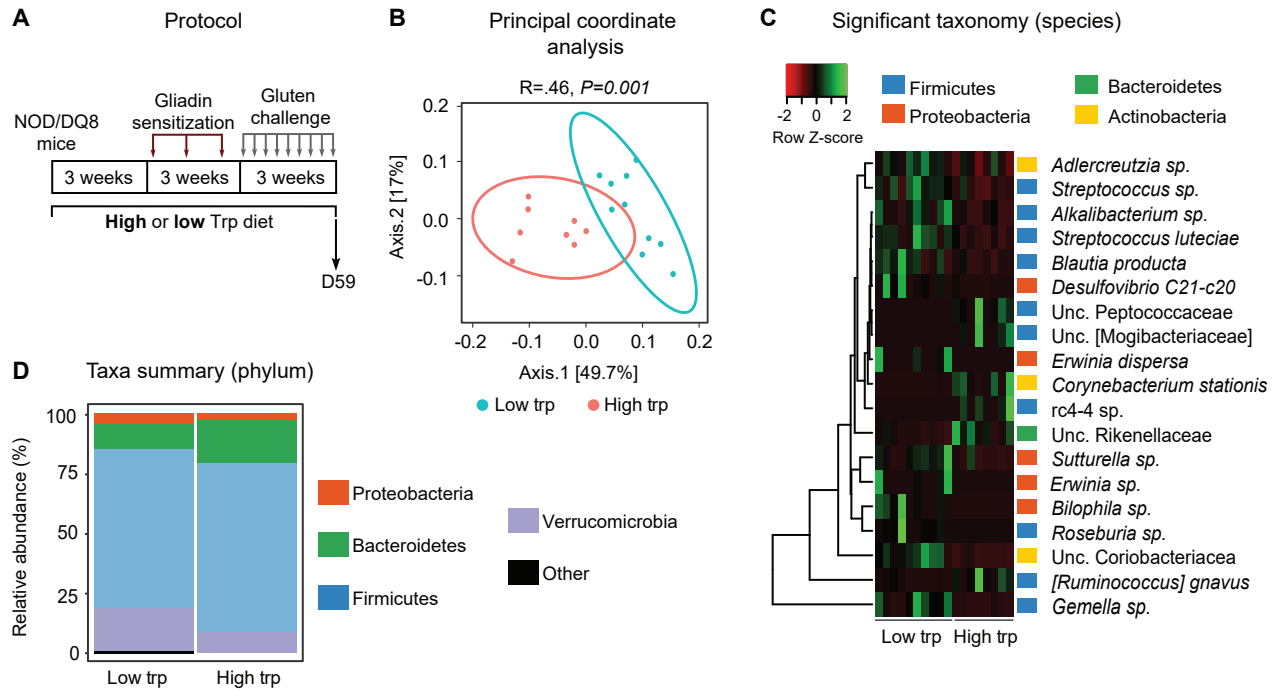 A
Protocol
NOD/DQ8
mice
Gliadin
sensitization
Gluten
challenge
3 weeks
3 weeks
3 weeks
High or low Trp diet
D59
B
Principal coordinate
analysis
R=.46, P=0.001
Axis.2 [17%]
0.2
0.1
0.0
-0.1
-0.2
-0.1
0.0
0.1
0.2
Axis.1 [49.7%]
Low trp
High trp
C
Significant taxonomy (species)
-2
0
2
Row Z-score
Firmicutes
Proteobacteria
Bacteroidetes
Actinobacteria
Adlercreutzia sp.
Streptococcus sp.
Alkalibacterium sp.
Streptococcus luteciae
Blautia producta
Desulfovibrio C21-c20
Unc. Peptococcaceae
Unc. [Mogibacteriaceae]
Erwinia dispersa
Corynebacterium stationis
rc4-4 sp.
Unc. Rikenellaceae
Sutturella sp.
Erwinia sp.
Bilophila sp.
Roseburia sp.
Unc. Coriobacteriacea
[Ruminococcus] gnavus
Gemella sp.
Low trp
High trp
D
Taxa summary (phylum)
Relative abundance (%)
100
75
50
25
0
Low trp
High trp
Proteobacteria
Bacteroidetes
Firmicutes
Verrucomicrobia
Other